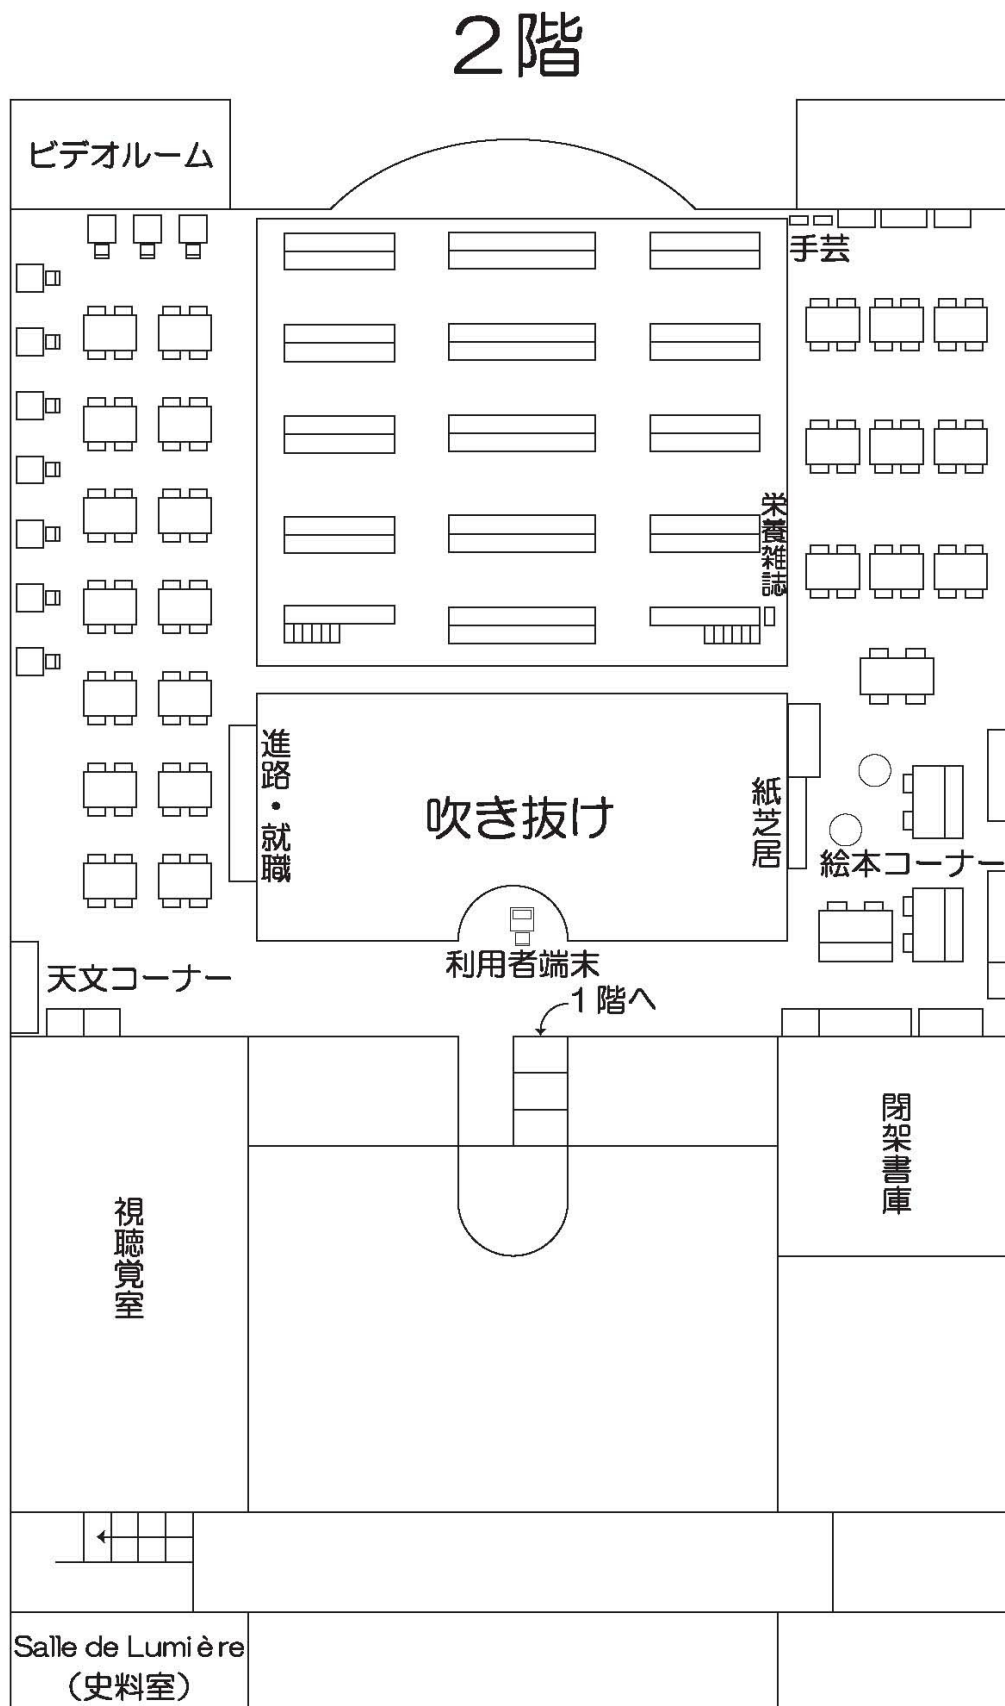 2階
ビデオルーム
手芸
栄養雑誌
進路・就職
吹き抜け
紙芝居
絵本コーナー
利用者端末
天文コーナー
1階へ
閉架書庫
視聴覚室
Salle de Lumière
(史料室)